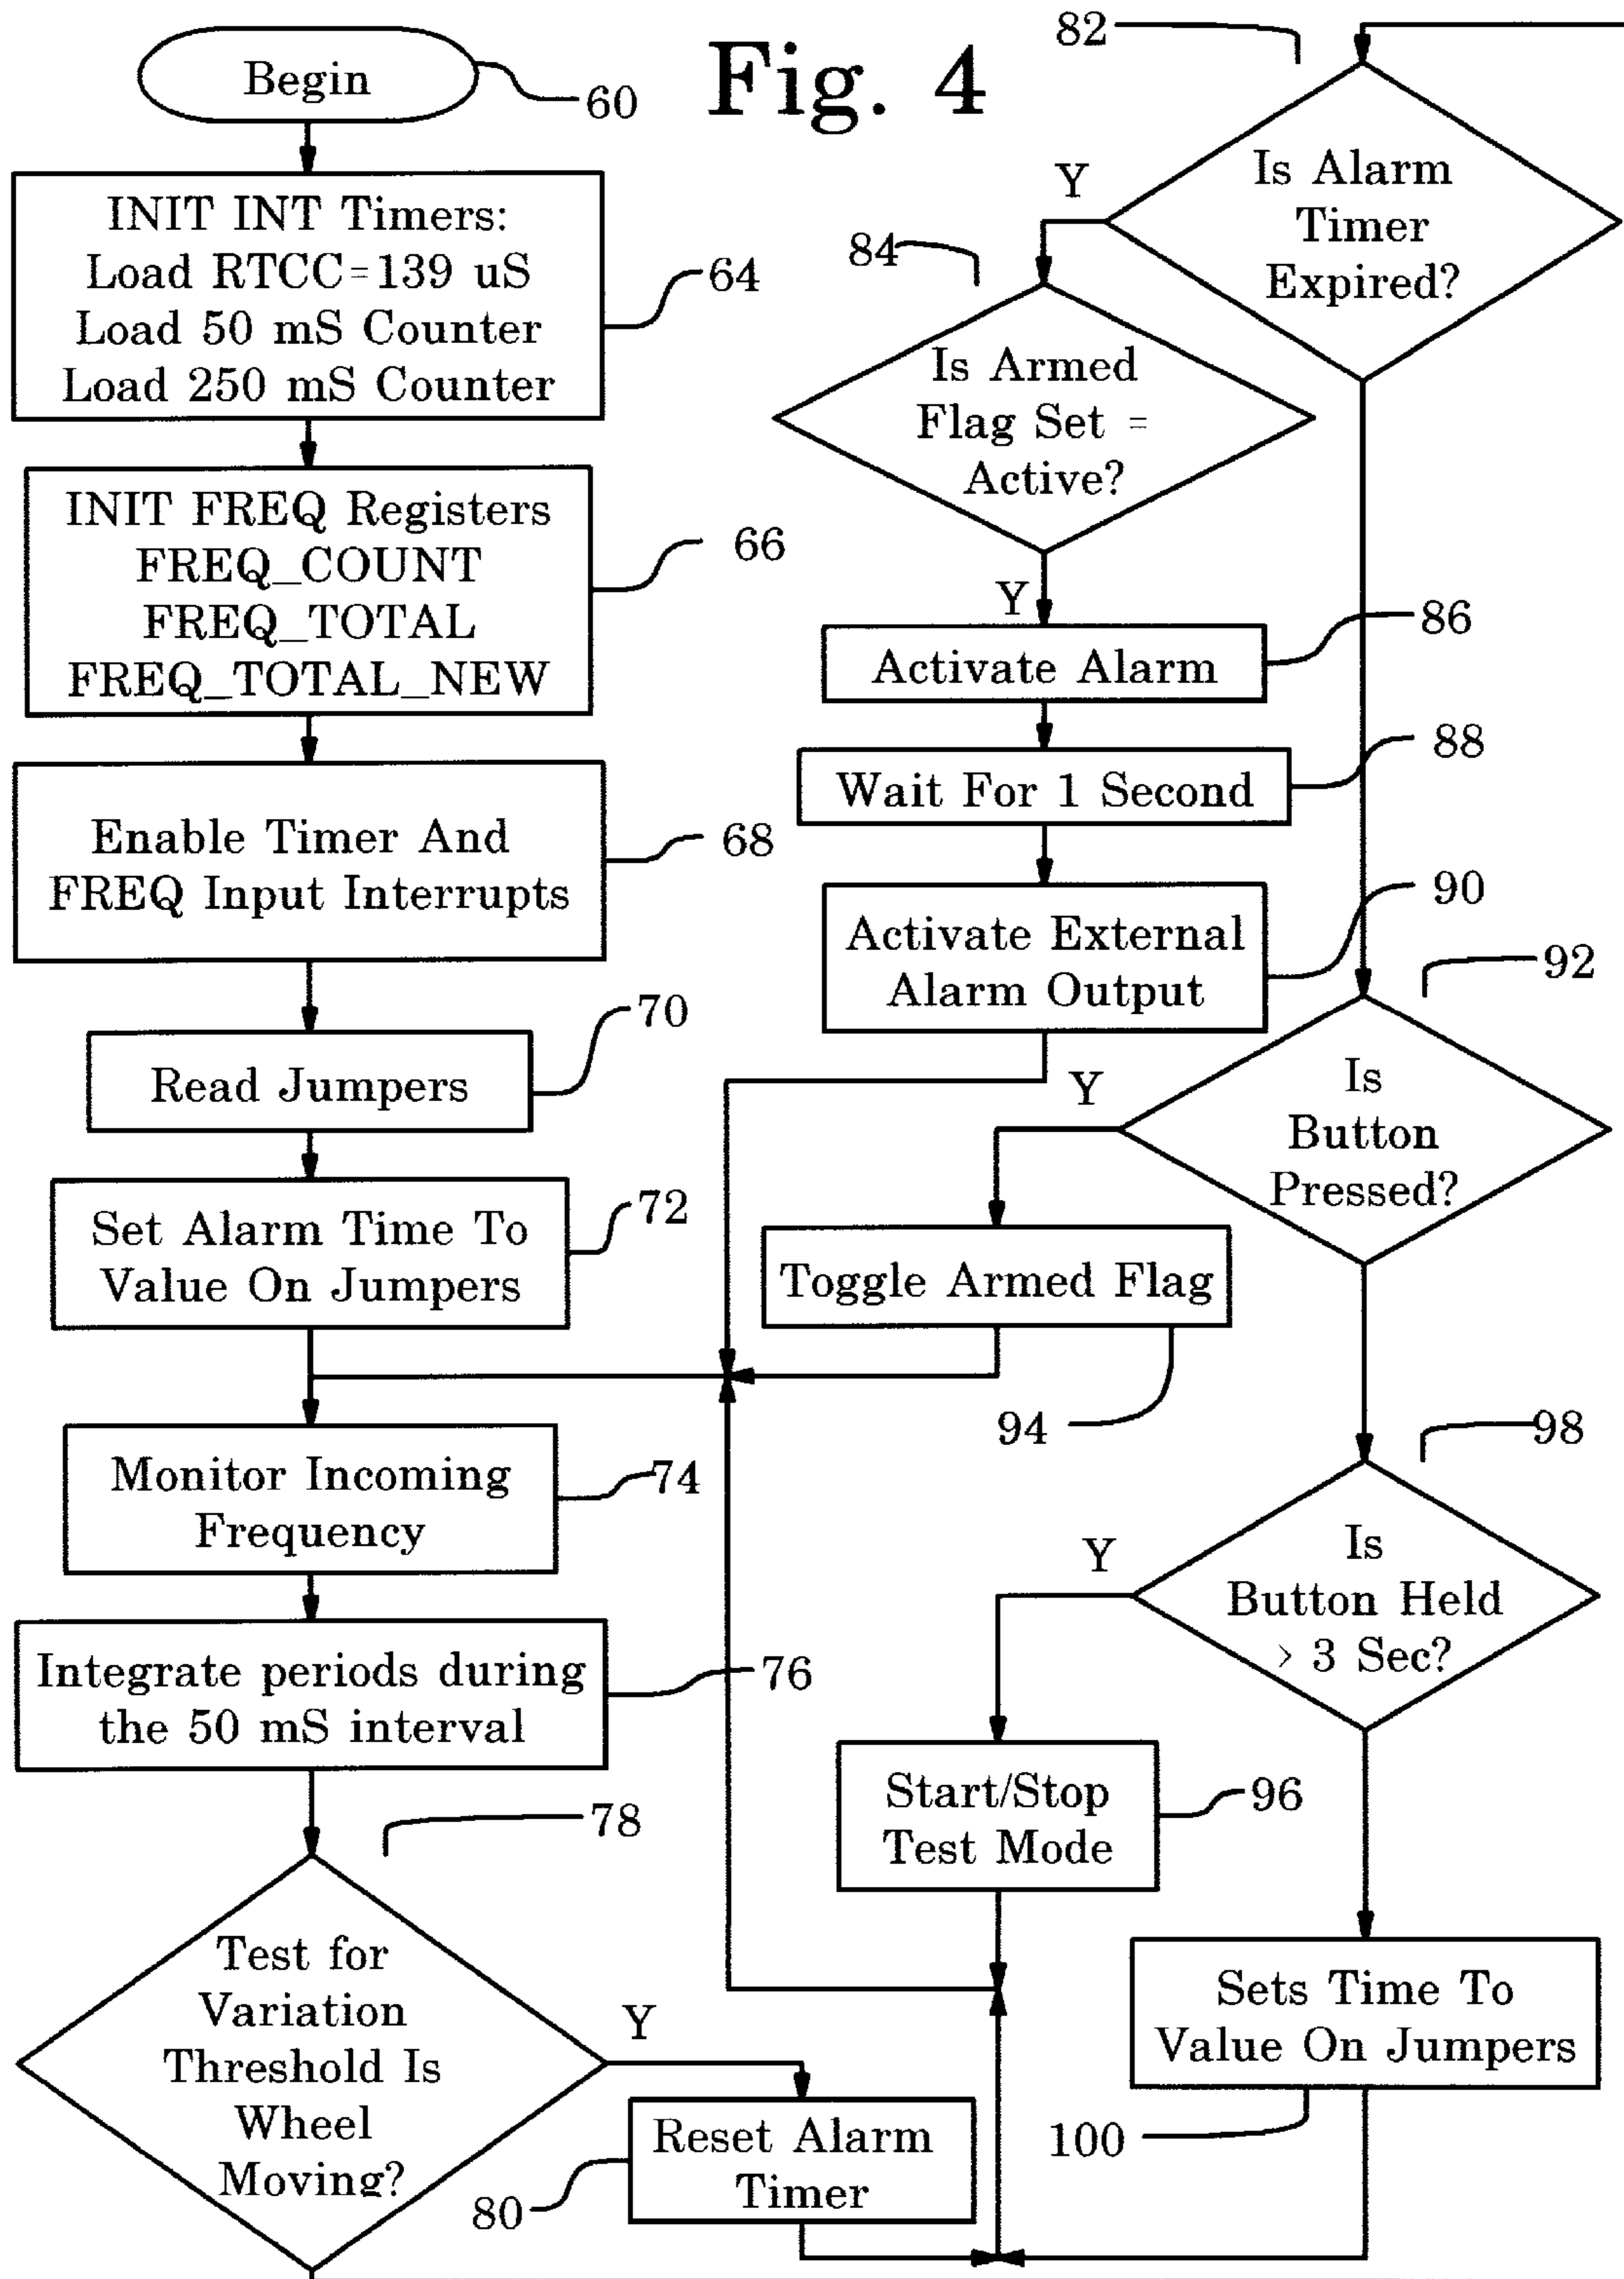 Fig. 4
Begin
60
INIT INT Timers:
Load RTCC=139 uS
Load 50 mS Counter
Load 250 mS Counter
64
INIT FREQ Registers
FREQ_COUNT
FREQ_TOTAL
FREQ_TOTAL_NEW
66
Enable Timer And
FREQ Input Interrupts
68
Read Jumpers
70
Set Alarm Time To
Value On Jumpers
72
Monitor Incoming
Frequency
74
Integrate periods during
the 50 mS interval
76
78
Test for
Variation
Threshold Is
Wheel
Moving?
Y
Reset Alarm
Timer
80
82
Is Alarm
Timer
Expired?
Y
84
Is Armed
Flag Set =
Active?
Y
Activate Alarm
86
Wait For 1 Second
88
Activate External
Alarm Output
90
92
Is
Button
Pressed?
Y
Toggle Armed Flag
94
98
Is
Button Held
> 3 Sec?
Y
Start/Stop
Test Mode
96
Sets Time To
Value On Jumpers
100